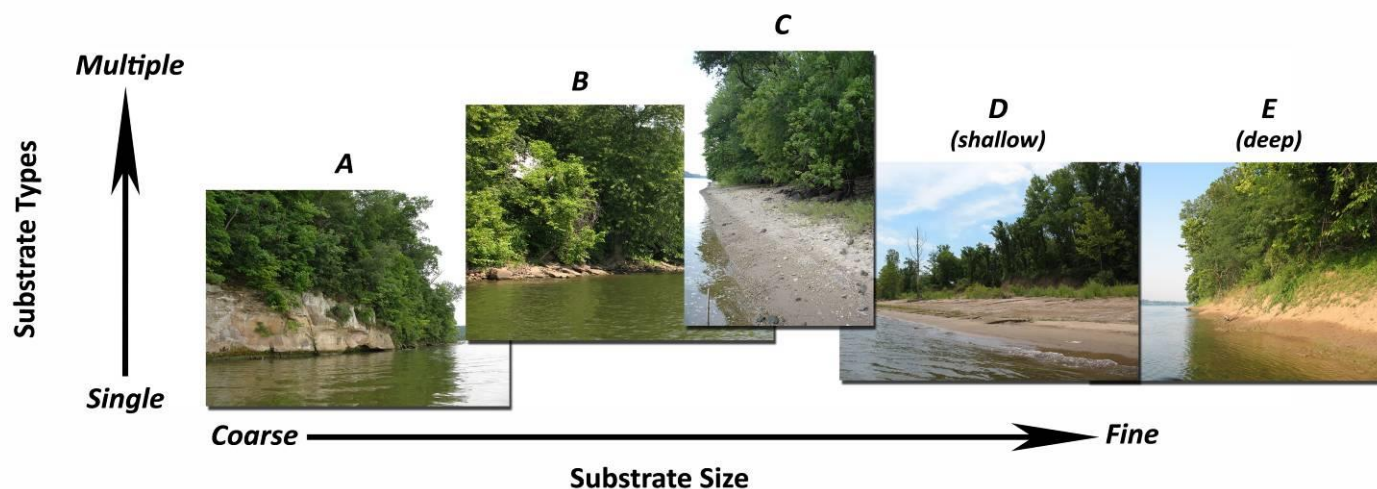 C
Multiple
B
D
(shallow)
E
(deep)
A
Substrate Types
Single
Coarse
Fine
Substrate Size